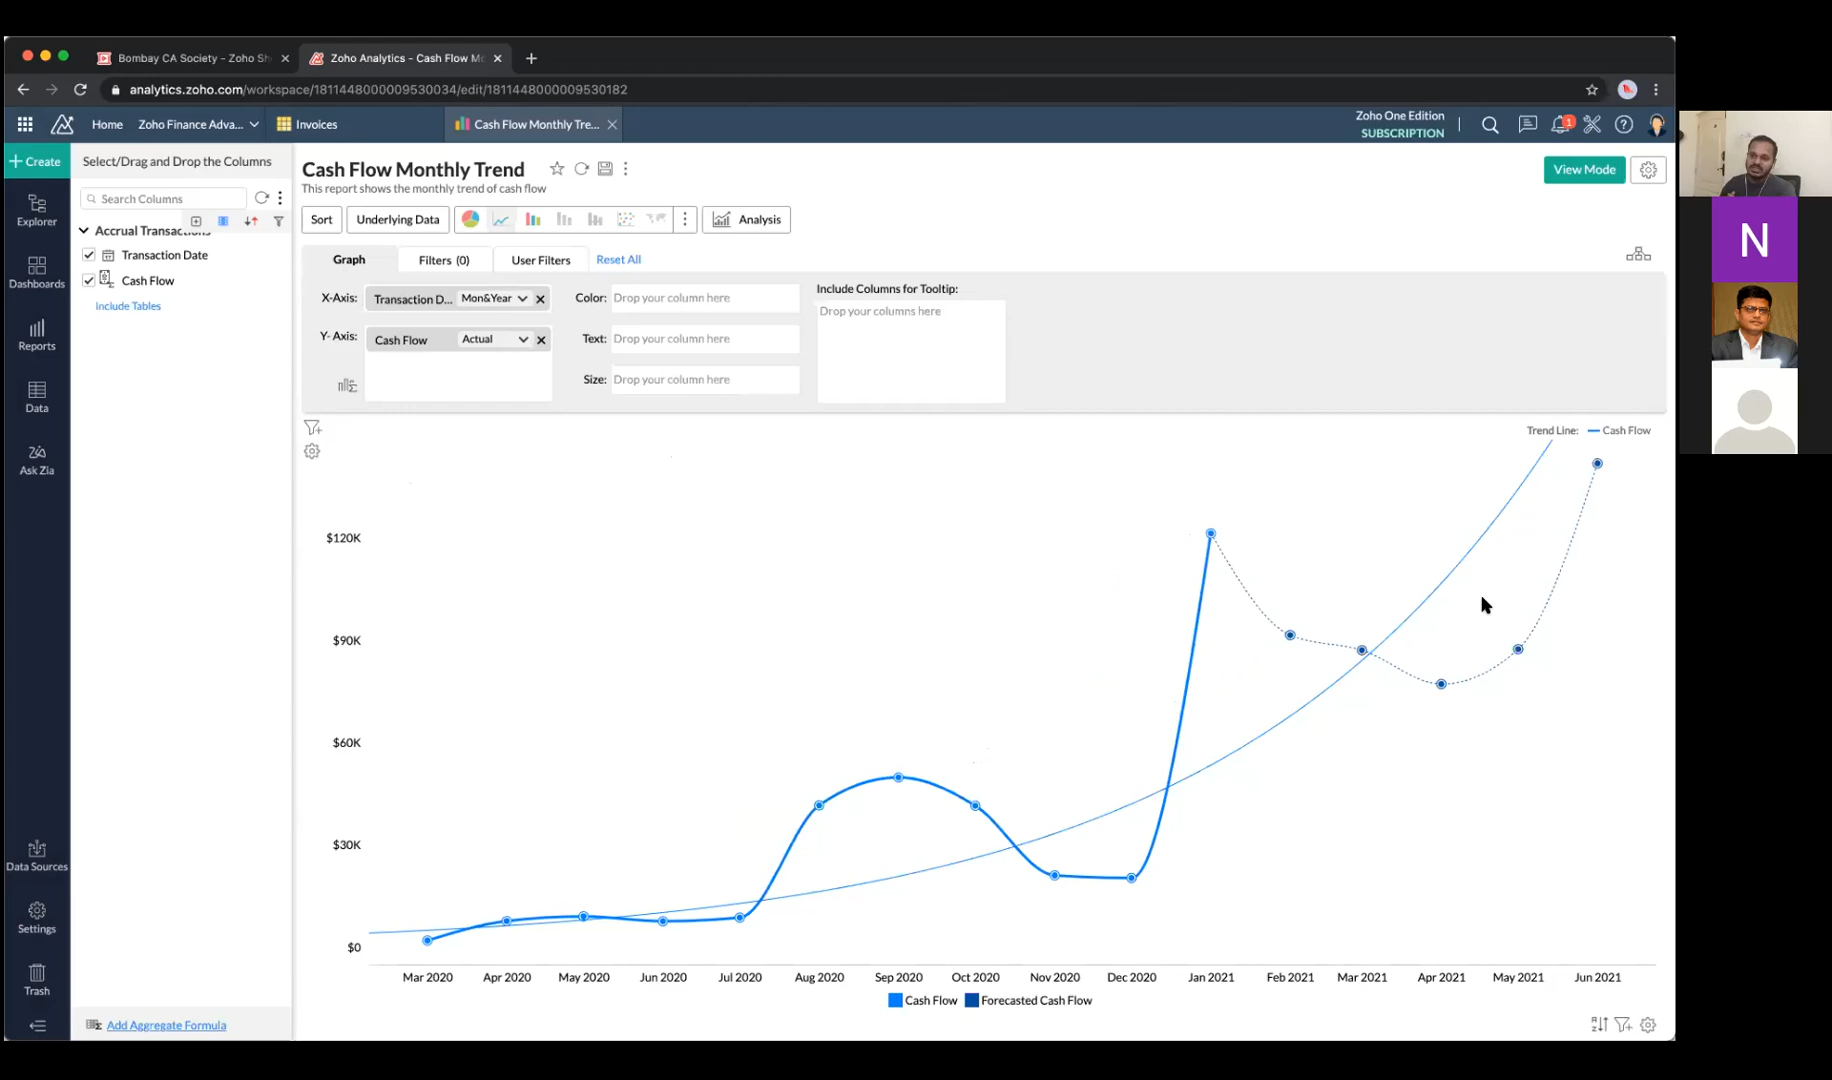 Bombay CA Society - Zoho Sh
Zoho Analytics - Cash Flow Mo
analytics.zoho.com/workspace/1811448000009530034/edit/1811448000009530182
Home
Zoho Finance Adva...
Invoices
Cash Flow Monthly Tre...
Zoho One Edition
SUBSCRIPTION
1
+ Create
Explorer
Dashboards
Reports
Data
Ask Zia
Data Sources
Settings
Trash
Select/Drag and Drop the Columns
Search Columns
Accrual Transactions
Transaction Date
Cash Flow
Include Tables
Add Aggregate Formula
Cash Flow Monthly Trend
This report shows the monthly trend of cash flow
View Mode
Sort
Underlying Data
Analysis
Graph
Filters (0)
User Filters
Reset All
X-Axis:
Transaction D...
Mon&Year
Y-Axis:
Cash Flow
Actual
Color:
Drop your column here
Text:
Drop your column here
Size:
Drop your column here
Include Columns for Tooltip:
Drop your columns here
Trend Line:
Cash Flow
$120K
$90K
$60K
$30K
$0
Mar 2020
Apr 2020
May 2020
Jun 2020
Jul 2020
Aug 2020
Sep 2020
Oct 2020
Nov 2020
Dec 2020
Jan 2021
Feb 2021
Mar 2021
Apr 2021
May 2021
Jun 2021
Cash Flow
Forecasted Cash Flow
N